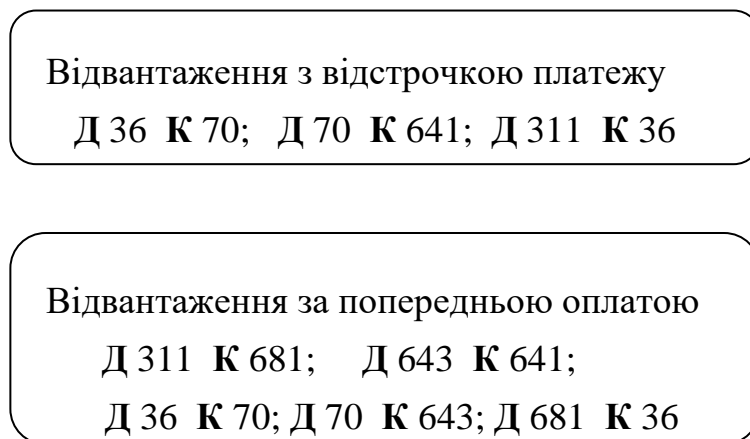 Відвантаження з відстрочкою платежу
Д 36 К 70; Д 70 К 641; Д 311 К 36
Відвантаження за попередньою оплатою
Д 311 К 681; Д 643 К 641;
Д 36 К 70; Д 70 К 643; Д 681 К 36